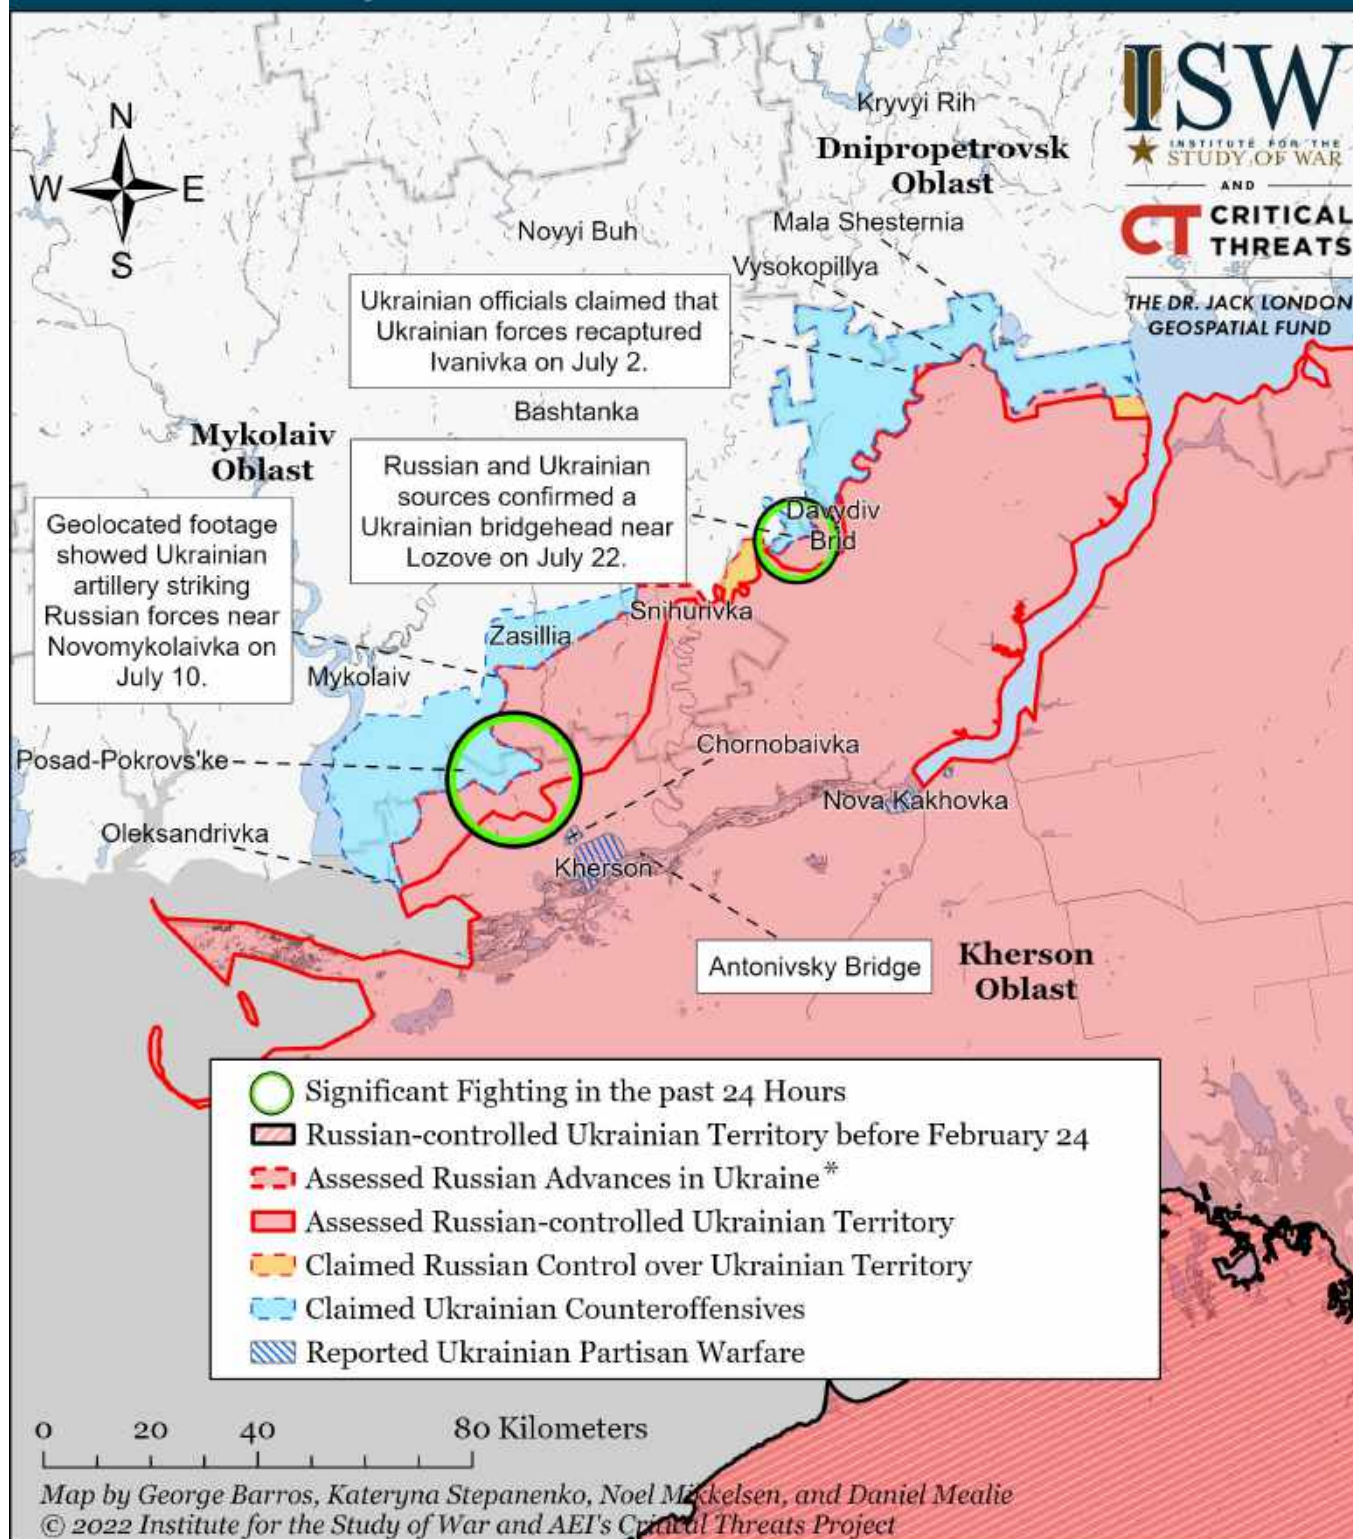 N
W
E
S
Kryvyi Rih
Dnipropetrovsk
Oblast
ISW
INSTITUTE FOR THE
STUDY OF WAR
AND
CT CRITICAL
THREATS
THE DR. JACK LONDON
GEOSPATIAL FUND
Novyi Buh
Mala Shesternia
Vysokopillya
Ukrainian officials claimed that
Ukrainian forces recaptured
Ivanivka on July 2.
Bashtanka
Mykolaiv
Oblast
Russian and Ukrainian
sources confirmed a
Ukrainian bridgehead near
Lozove on July 22.
Geolocated footage
showed Ukrainian
artillery striking
Russian forces near
Novomykolaivka on
July 10.
Davydiv
Brid
Snihurivka
Zasillia
Mykolaiv
Posad-Pokrovs'ke
Chornobaivka
Nova Kakhovka
Oleksandrivka
Kherson
Antonivsky Bridge
Kherson
Oblast
Significant Fighting in the past 24 Hours
Russian-controlled Ukrainian Territory before February 24
Assessed Russian Advances in Ukraine*
Assessed Russian-controlled Ukrainian Territory
Claimed Russian Control over Ukrainian Territory
Claimed Ukrainian Counteroffensives
Reported Ukrainian Partisan Warfare
0 20 40 80 Kilometers
Map by George Barros, Kateryna Stepanenko, Noel Mikkelsen, and Daniel Mealie
© 2022 Institute for the Study of War and AEI's Critical Threats Project